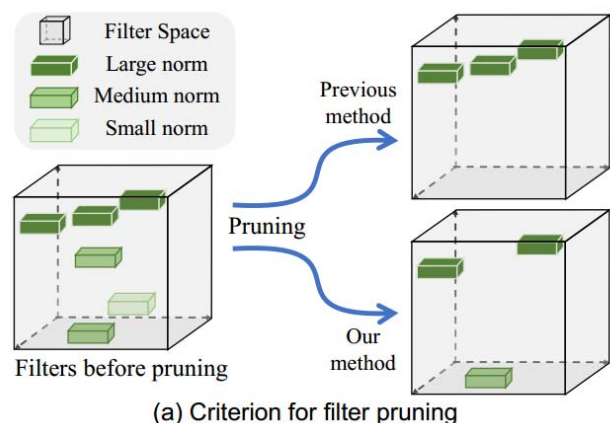 Filter Space
Large norm
Medium norm
Small norm
Previous
method
Pruning
Our
method
Filters before pruning
(a) Criterion for filter pruning